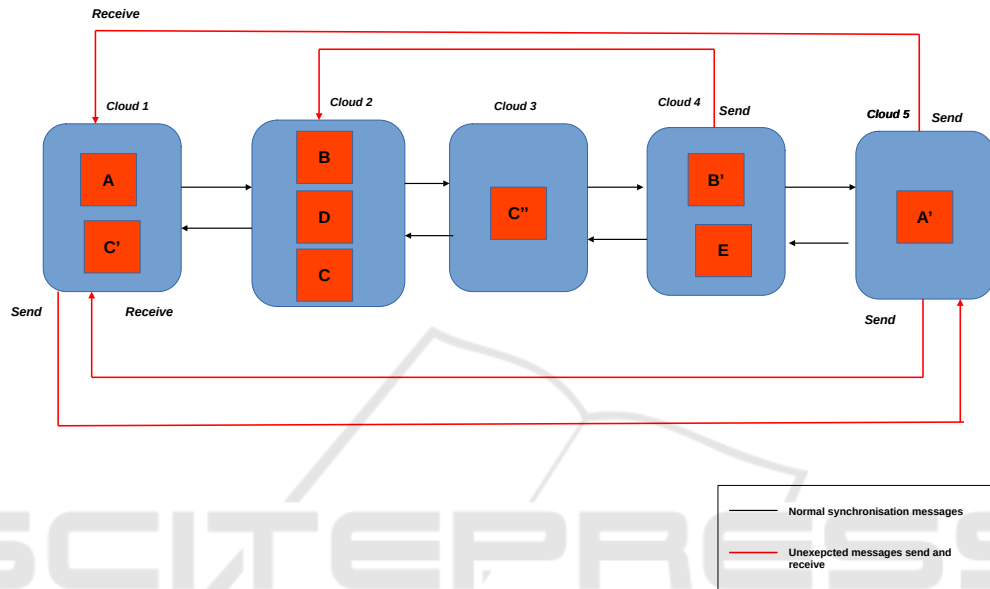 Receive
Cloud 1
Cloud 2
Cloud 3
Cloud 4
Send
Cloud 5
Send
A
C'
B
D
C
C''
B'
E
A'
Send
Receive
Send
Normal synchronisation messages
Unexepcted messages send and
receive
SCITEPRESS